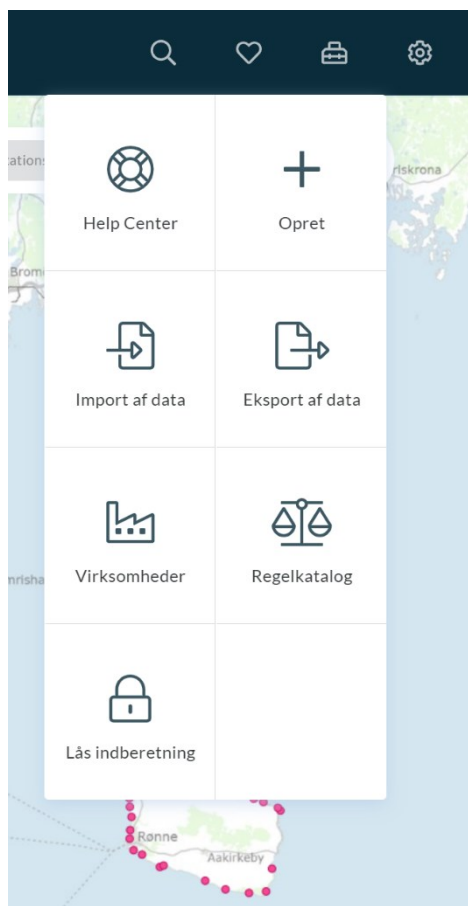 Help Center
Opret
Import af data
Eksport af data
Virksomheder
Regelkatalog
Lås indberetning
Rønne
Aakirkeby